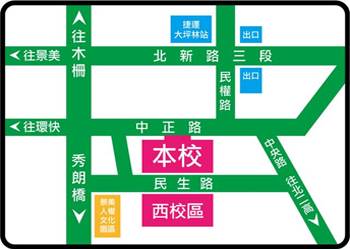 往木柵
捷運
大坪林站
出口
往景美
北新路三段
出口
民權路
往環快
中正路
本校
中央路
往北二高
秀朗橋
民生路
景美
人權
文化
園區
西校區